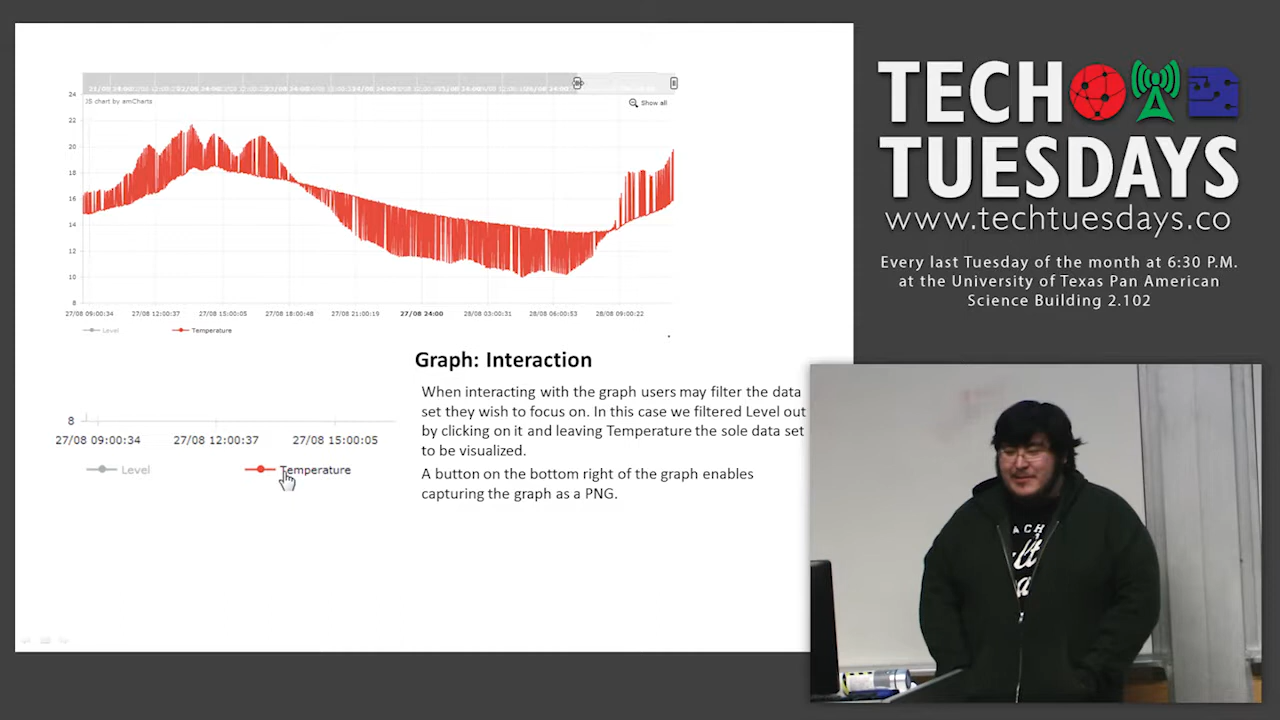 24
JS chart by amCharts
Show all
22
20
18
16
14
12
10
8
27/08 09:00:34 27/08 12:00:37 27/08 15:00:05 27/08 18:00:48 27/08 21:00:19 27/08 24:00 28/08 03:00:31 28/08 06:00:53 28/08 09:00:22
Level Temperature
Graph: Interaction
When interacting with the graph users may filter the data
set they wish to focus on. In this case we filtered Level out
by clicking on it and leaving Temperature the sole data set
to be visualized.
A button on the bottom right of the graph enables
capturing the graph as a PNG.
8
27/08 09:00:34 27/08 12:00:37 27/08 15:00:05
Level Temperature
TECH
TUESDAYS
www.techtuesdays.co
Every last Tuesday of the month at 6:30 P.M.
at the University of Texas Pan American
Science Building 2.102